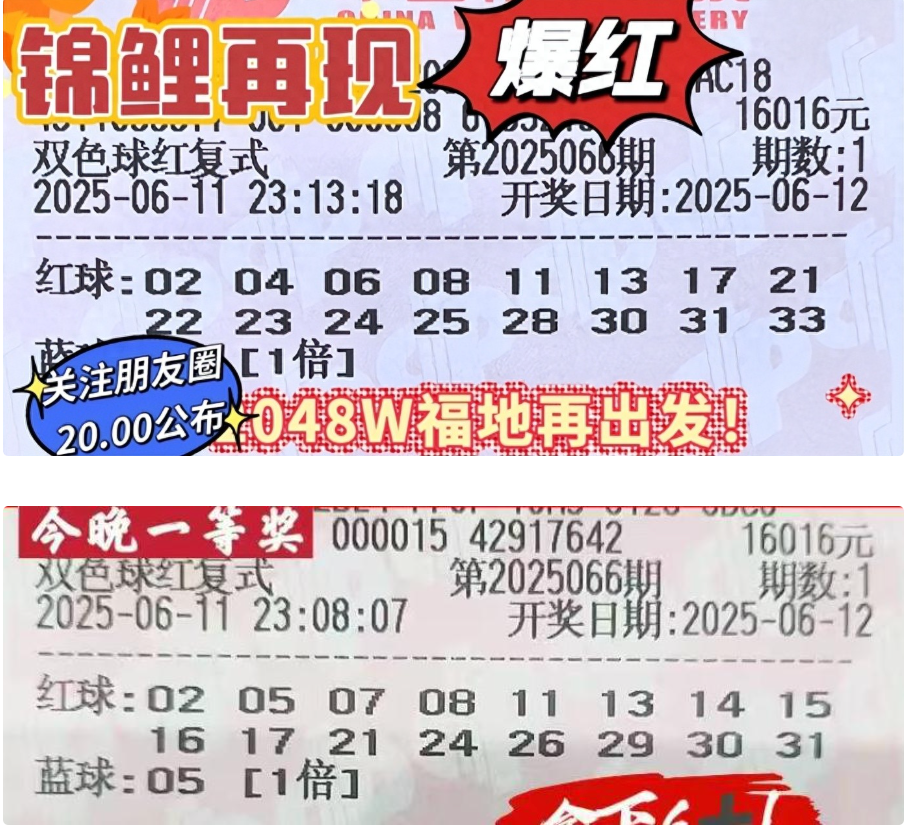 CHINA
ERY
锦鲤再现
爆红
AC18
16016元
双色球红复式 第2025066期 期数:1
2025-06-11 23:13:18 开奖日期:2025-06-12
红球:02 04 06 08 11 13 17 21
22 23 24 25 28 30 31 33
[1倍]
关注朋友圈
20.00公布
048W福地再出发!
今晚一等奖
000015 42917642 16016元
双色球红复式 第2025066期 期数:1
2025-06-11 23:08:07 开奖日期:2025-06-12
红球:02 05 07 08 11 13 14 15
16 17 21 24 26 29 30 31
蓝球:05 [1倍]